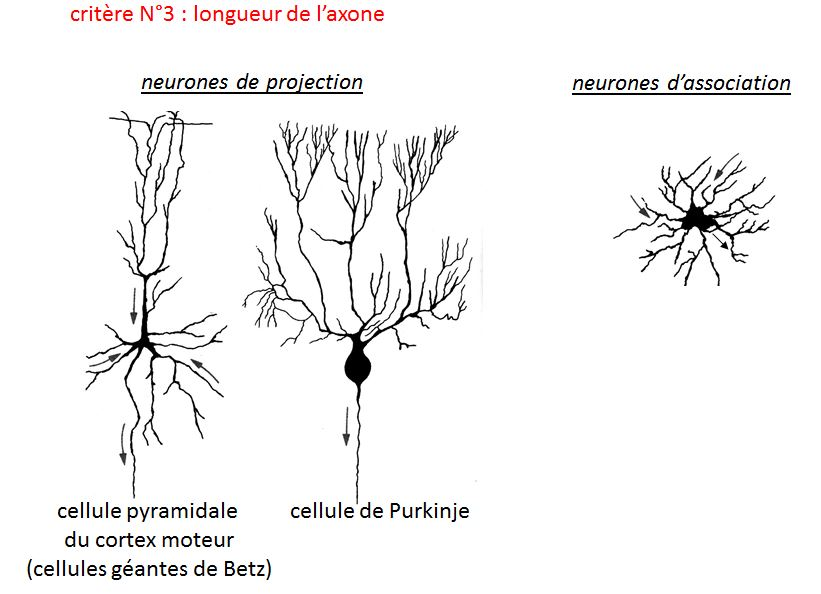 critère N°3 : longueur de l’axone
neurones de projection
neurones d’association
cellule pyramidale
du cortex moteur
(cellules géantes de Betz)
cellule de Purkinje